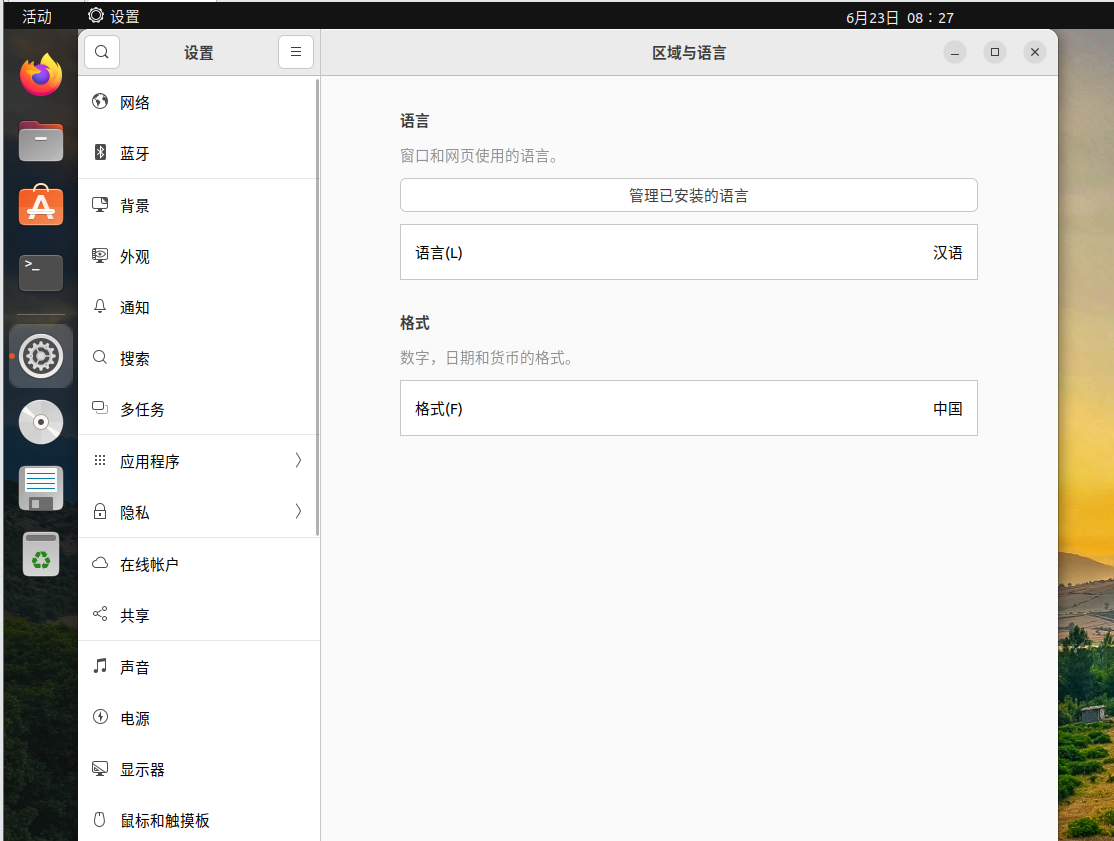 活动
设置
6月23日 08：27
设置
区域与语言
网络
蓝牙
背景
外观
通知
搜索
多任务
应用程序
隐私
在线帐户
共享
声音
电源
显示器
鼠标和触摸板
语言
窗口和网页使用的语言。
管理已安装的语言
语言(L) 汉语
格式
数字，日期和货币的格式。
格式(F) 中国